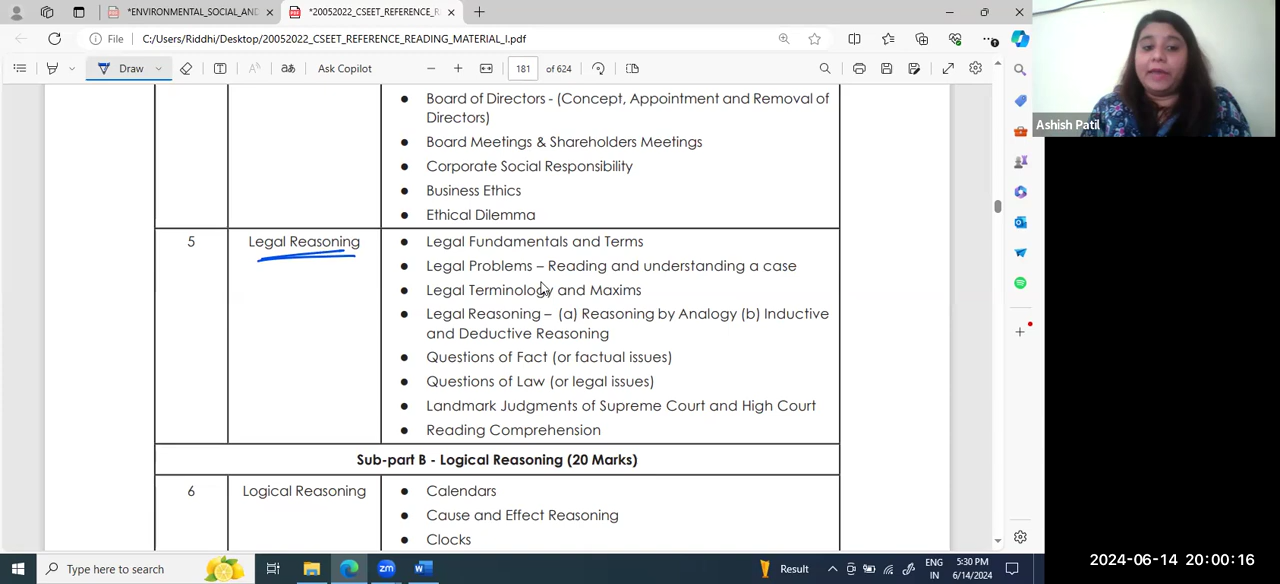 *ENVIRONMENTAL_SOCIAL_AND
*20052022_CSEET_REFERENCE_R
File
C:/Users/Riddhi/Desktop/20052022_CSEET_REFERENCE_READING_MATERIAL_I.pdf
Draw
Ask Copilot
181 of 624
Ashish Patil
Board of Directors - (Concept, Appointment and Removal of
Directors)
Board Meetings & Shareholders Meetings
Corporate Social Responsibility
Business Ethics
Ethical Dilemma
5 Legal Reasoning
Legal Fundamentals and Terms
Legal Problems – Reading and understanding a case
Legal Terminology and Maxims
Legal Reasoning – (a) Reasoning by Analogy (b) Inductive
and Deductive Reasoning
Questions of Fact (or factual issues)
Questions of Law (or legal issues)
Landmark Judgments of Supreme Court and High Court
Reading Comprehension
Sub-part B - Logical Reasoning (20 Marks)
6 Logical Reasoning
Calendars
Cause and Effect Reasoning
Clocks
Type here to search
zm
Result
ENG
IN
5:30 PM
6/14/2024
2024-06-14 20:00:16